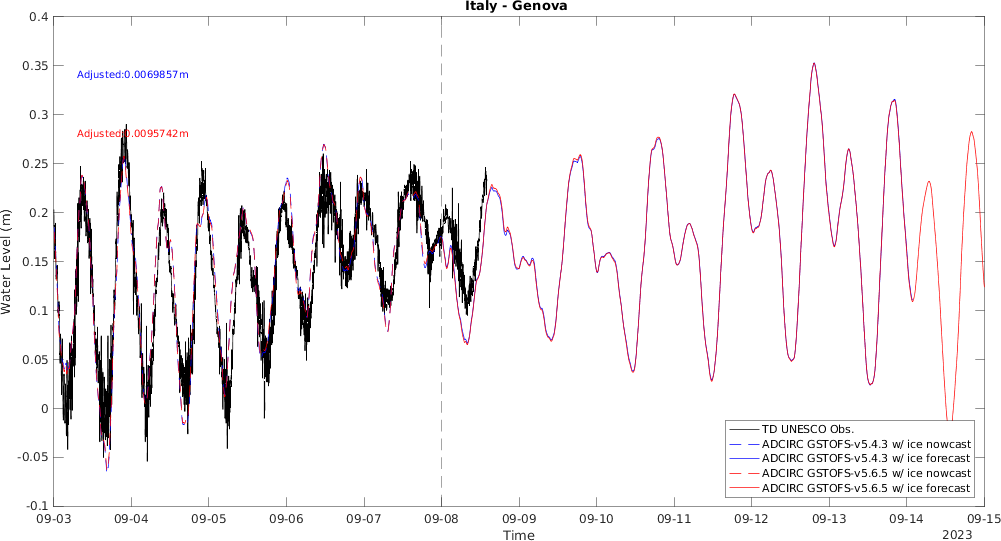 Italy - Genova
0.4
0.35
0.3
0.25
0.2
0.15
0.1
0.05
0
-0.05
-0.1
Water Level (m)
Adjusted:0.0069857m
Adjusted:0.0095742m
TD UNESCO Obs.
ADCIRC GSTOFS-v5.4.3 w/ ice nowcast
ADCIRC GSTOFS-v5.4.3 w/ ice forecast
ADCIRC GSTOFS-v5.6.5 w/ ice nowcast
ADCIRC GSTOFS-v5.6.5 w/ ice forecast
09-03 09-04 09-05 09-06 09-07 09-08 09-09 09-10 09-11 09-12 09-13 09-14 09-15
Time
2023